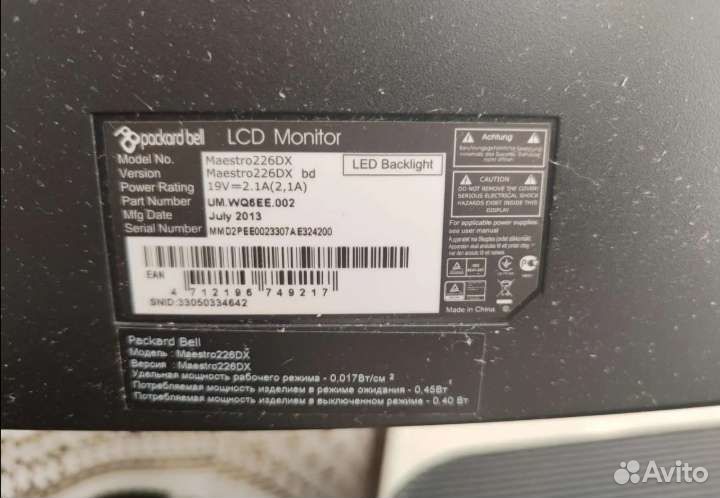 packard bell LCD Monitor
Model No. Maestro226DX
Version Maestro226DX bd
LED Backlight
Power Rating 19V⎓2.1A(2,1A)
Part Number UM.WQ6EE.002
Mfg Date July 2013
Serial Number MMD2PEE0023307AE324200
EAN
4 712196 749217
SNID:33050334642
Achtung
CAUTION
DO NOT REMOVE THE COVER!
SERIOUS ELECTRICAL SHOCK
HAZARDS EXIST INSIDE THIS
DISPLAY
For applicable power supplies:
see user manual
Made in China
Packard Bell
Модель : Maestro226DX
Версия : Maestro226DX
Удельная мощность рабочего режима - 0,017Вт/см²
Потребляемая мощность изделием в режиме ожидания - 0.45Вт
Потребляемая мощность изделием в выключенном режиме - 0.40 Вт
Avito